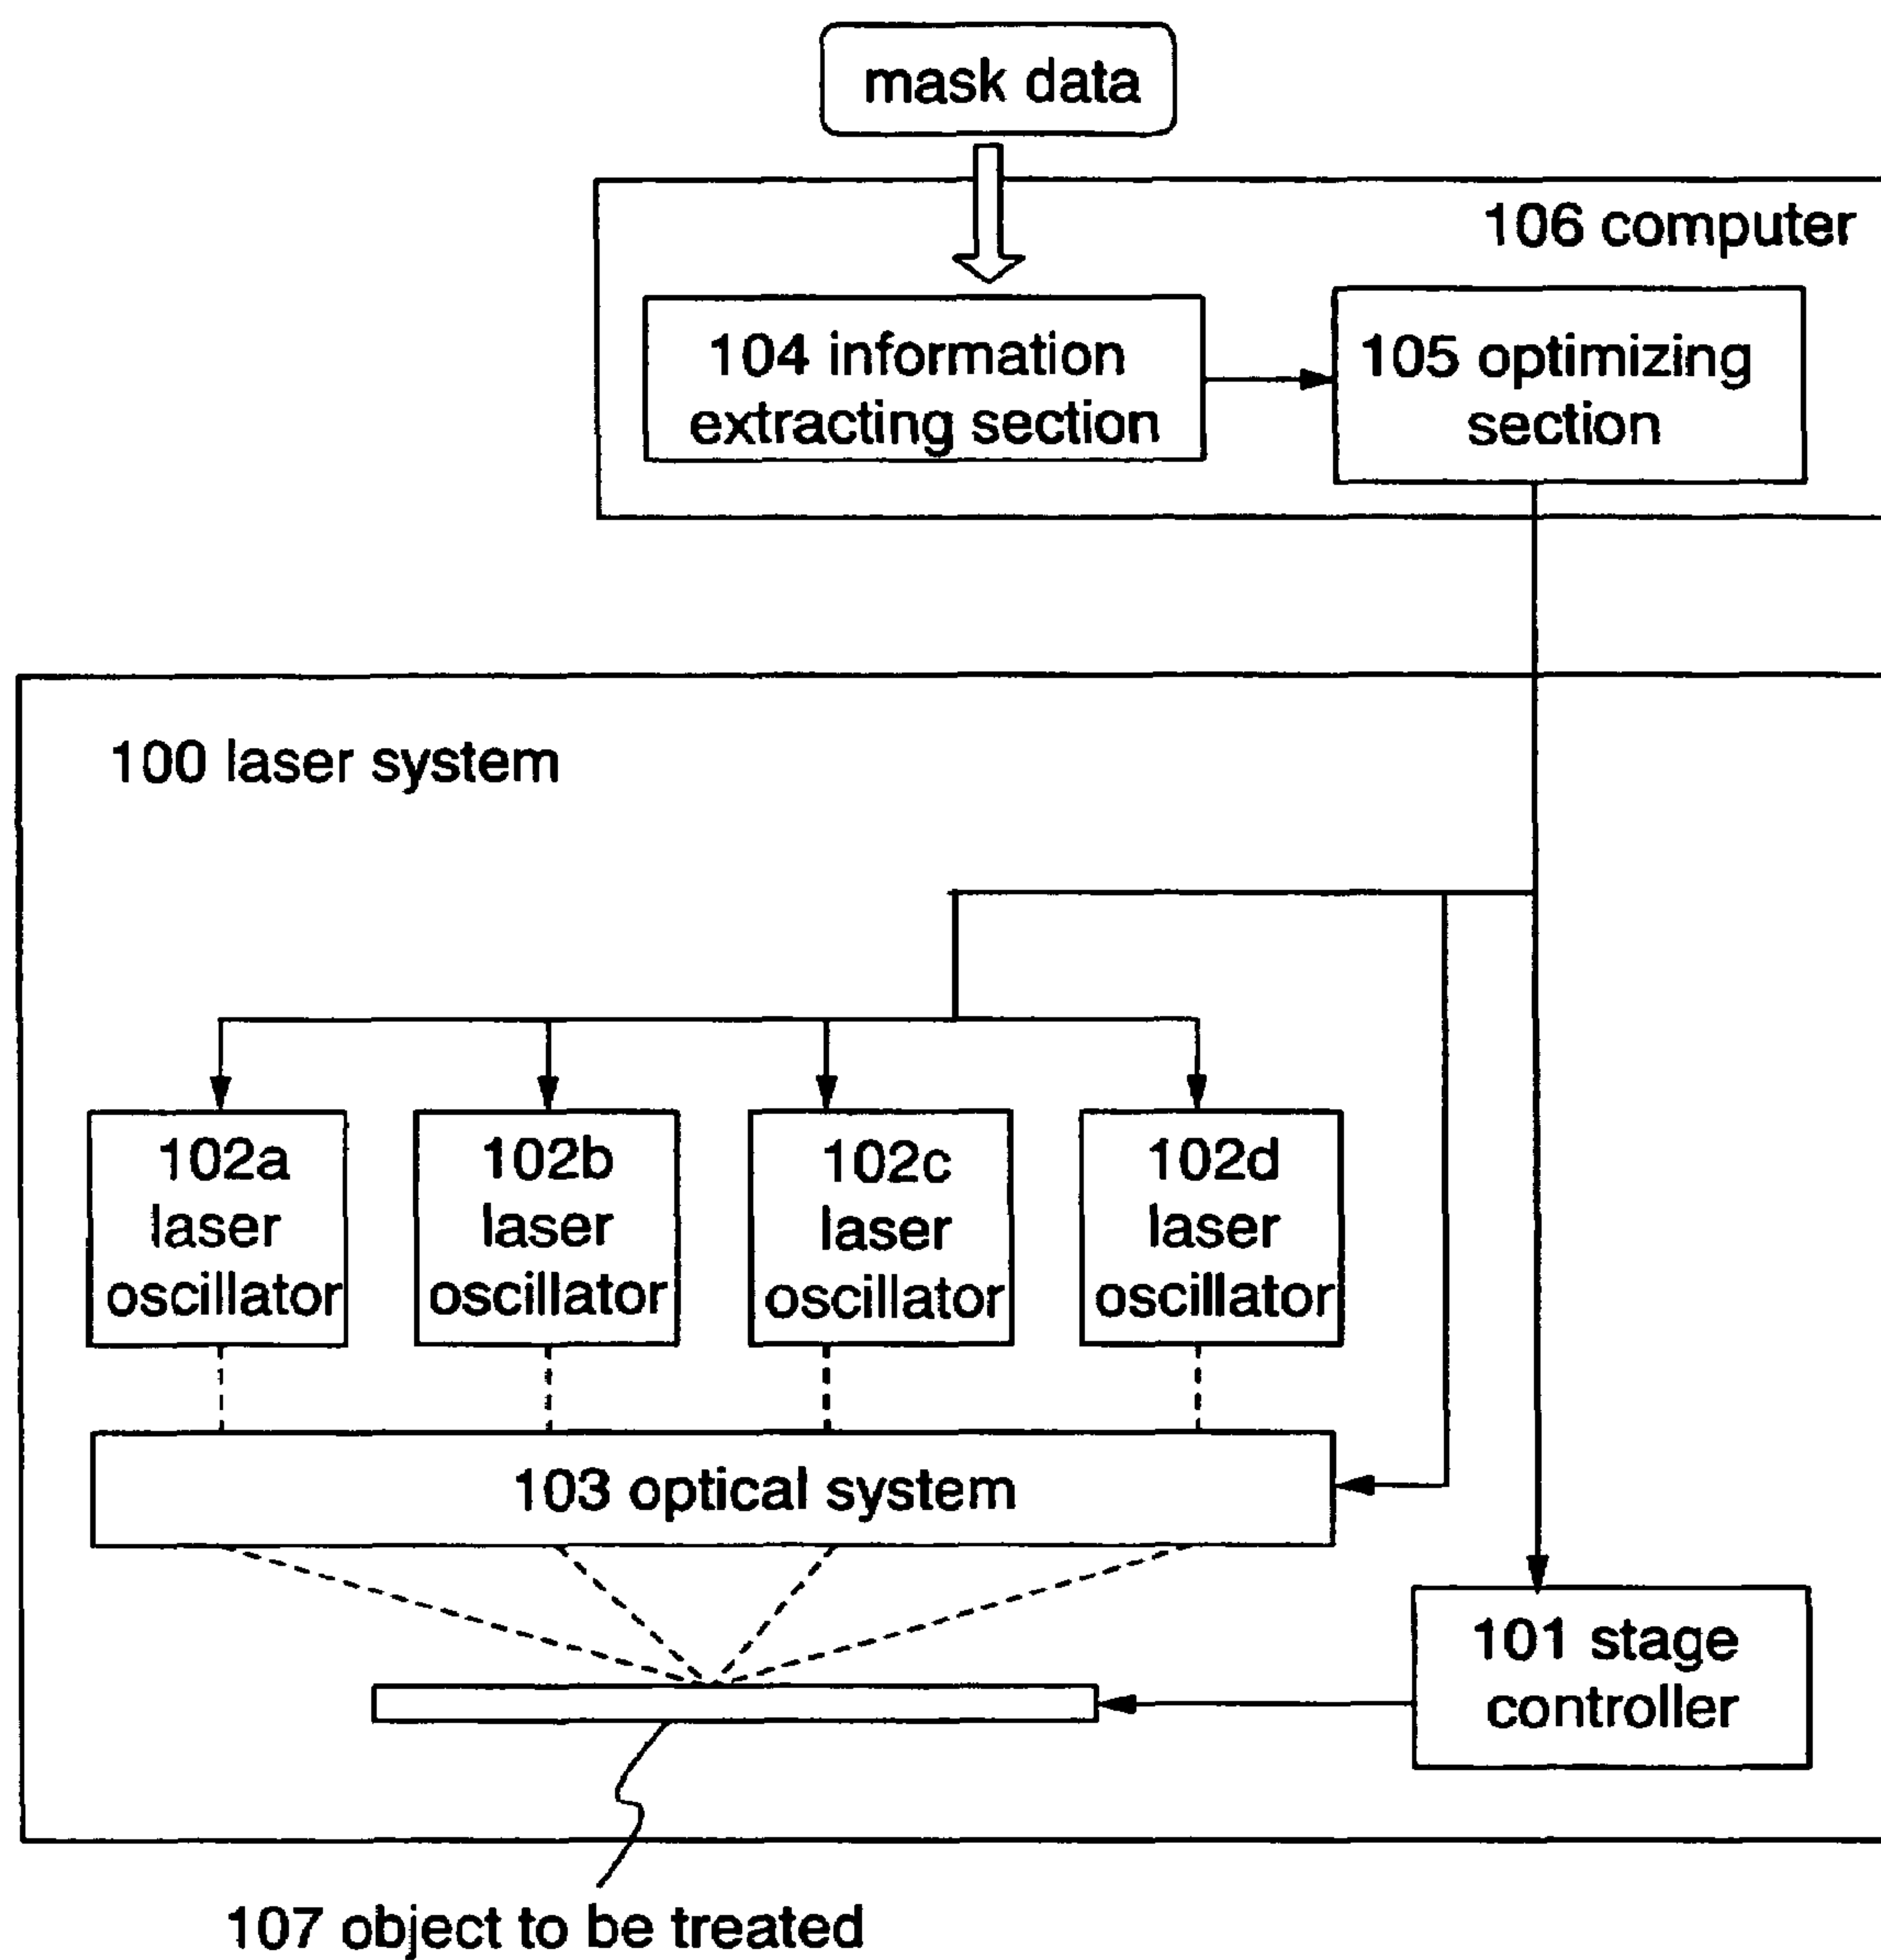 mask data
106 computer
104 information
extracting section
105 optimizing
section
100 laser system
102a
laser
oscillator
102b
laser
oscillator
102c
laser
oscillator
102d
laser
oscillator
103 optical system
101 stage
controller
107 object to be treated